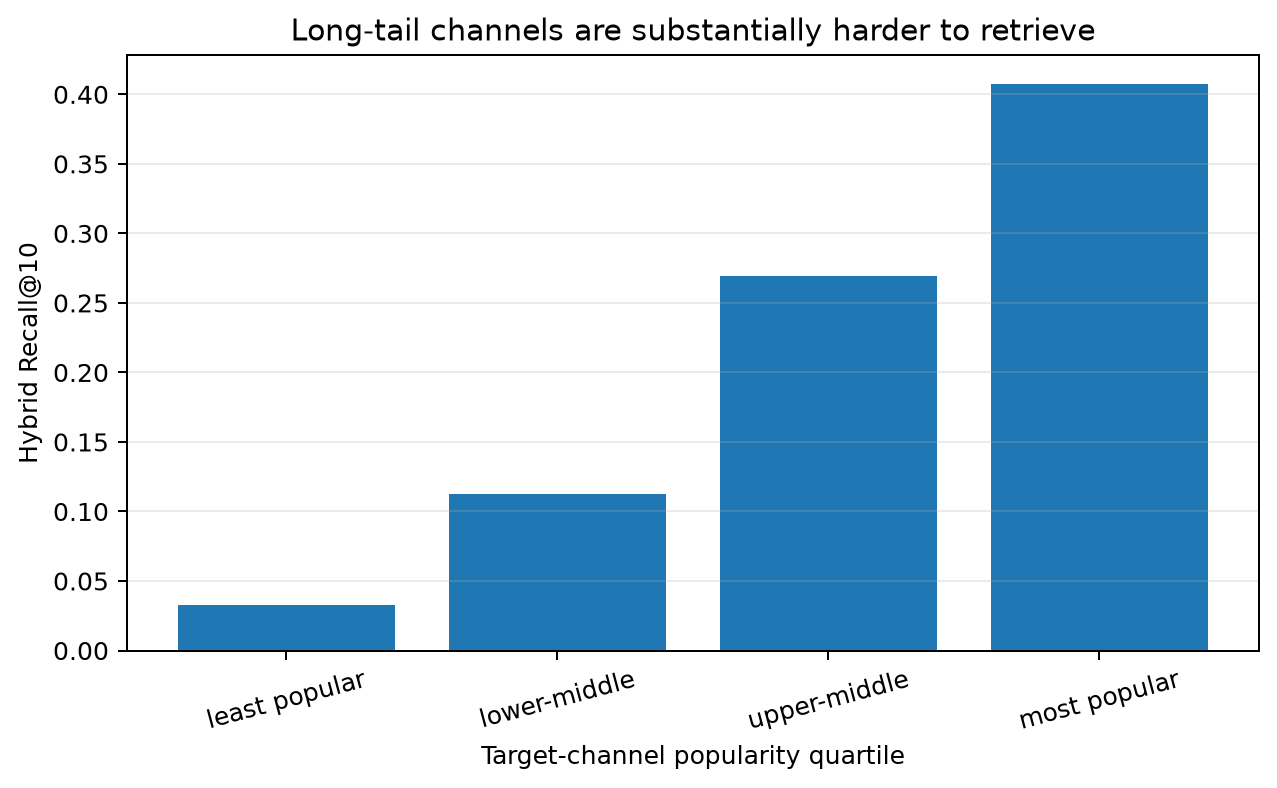 Long-tail channels are substantially harder to retrieve
Hybrid Recall@10
0.40
0.35
0.30
0.25
0.20
0.15
0.10
0.05
0.00
least popular
lower-middle
upper-middle
most popular
Target-channel popularity quartile